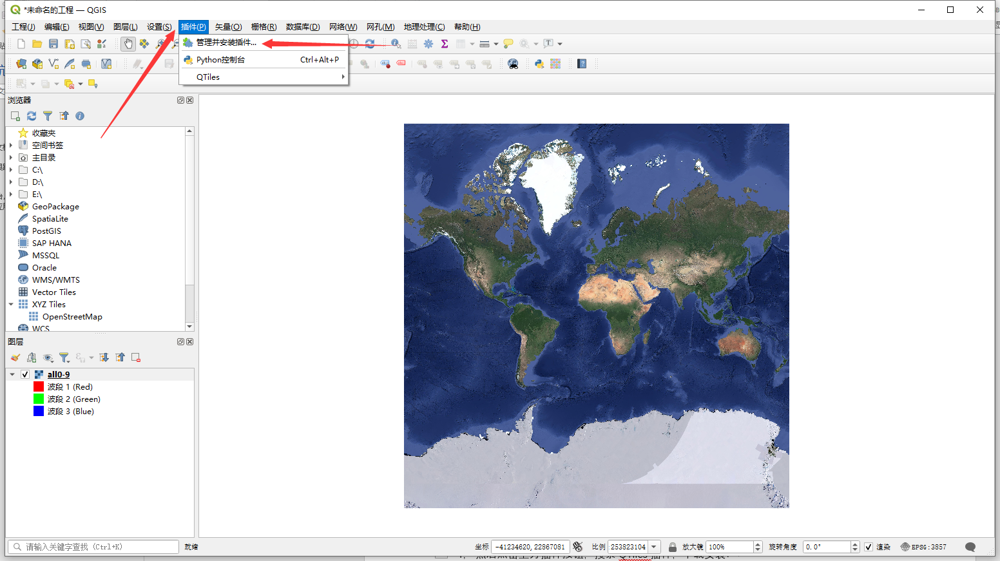 *未命名的工程 — QGIS
工程(J) 编辑(E) 视图(V) 图层(L) 设置(S) 插件(P) 矢量(O) 栅格(R) 数据库(D) 网络(W) 网孔(M) 地理处理(C) 帮助(H)
管理并安装插件...
Python控制台 Ctrl+Alt+P
QTiles
浏览器
收藏夹
空间书签
主目录
C:\
D:\
E:\
GeoPackage
SpatiaLite
PostGIS
SAP HANA
MSSQL
Oracle
WMS/WMTS
Vector Tiles
XYZ Tiles
OpenStreetMap
WCS
图层
all0-9
波段 1 (Red)
波段 2 (Green)
波段 3 (Blue)
请输入关键字查找 (Ctrl+K) 就绪 坐标 -41234620,22867081 比例 253823104 放大镜 100% 旋转角度 0.0° 渲染 EPSG:3857